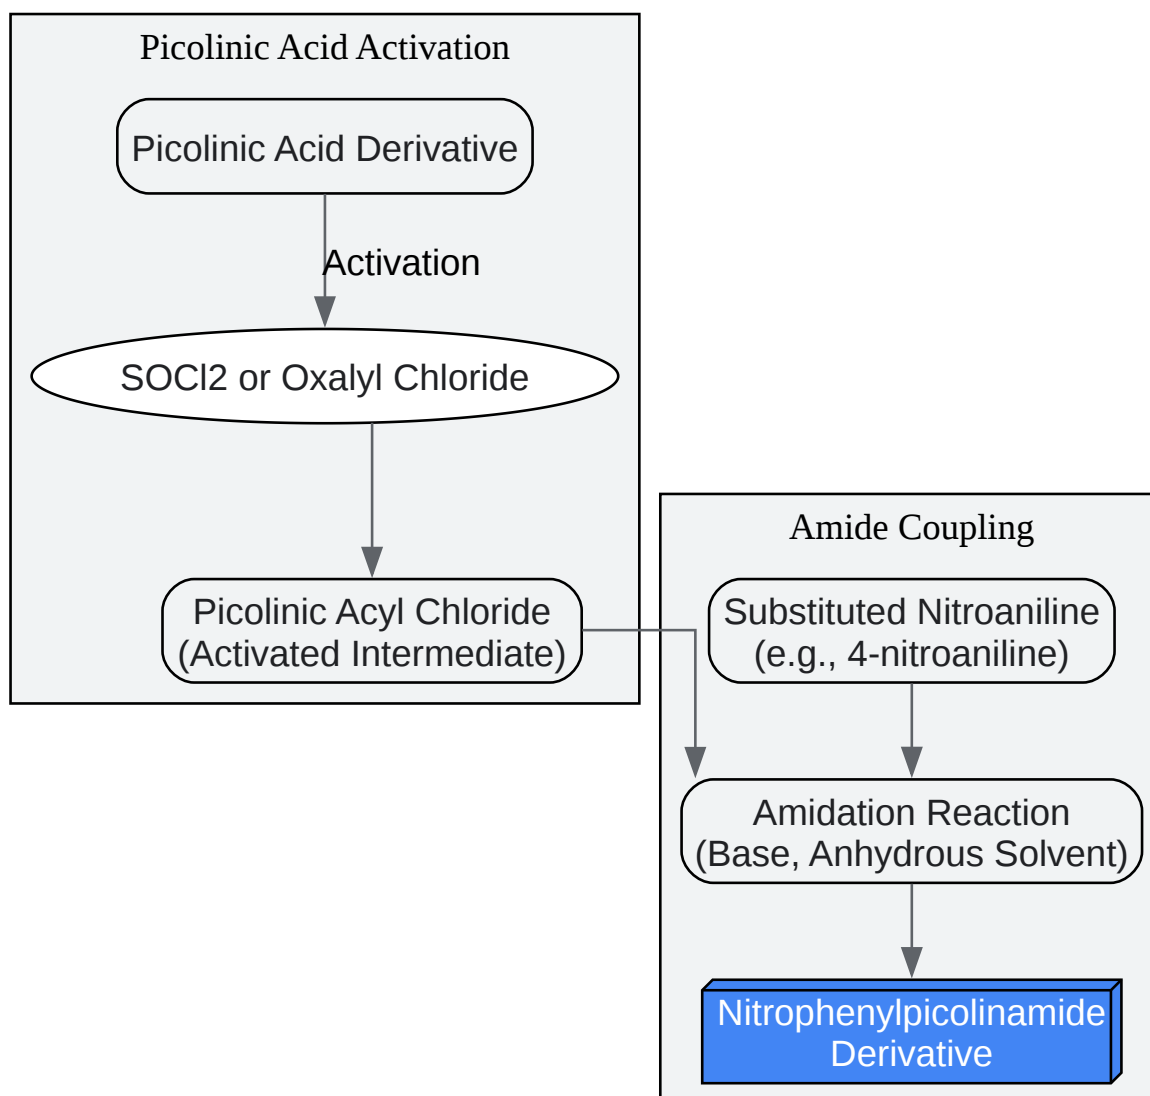 Picolinic Acid Activation
Picolinic Acid Derivative
Activation
SOCl2 or Oxalyl Chloride
Picolinic Acyl Chloride
(Activated Intermediate)
Amide Coupling
Substituted Nitroaniline
(e.g., 4-nitroaniline)
Amidation Reaction
(Base, Anhydrous Solvent)
Nitrophenylpicolinamide
Derivative